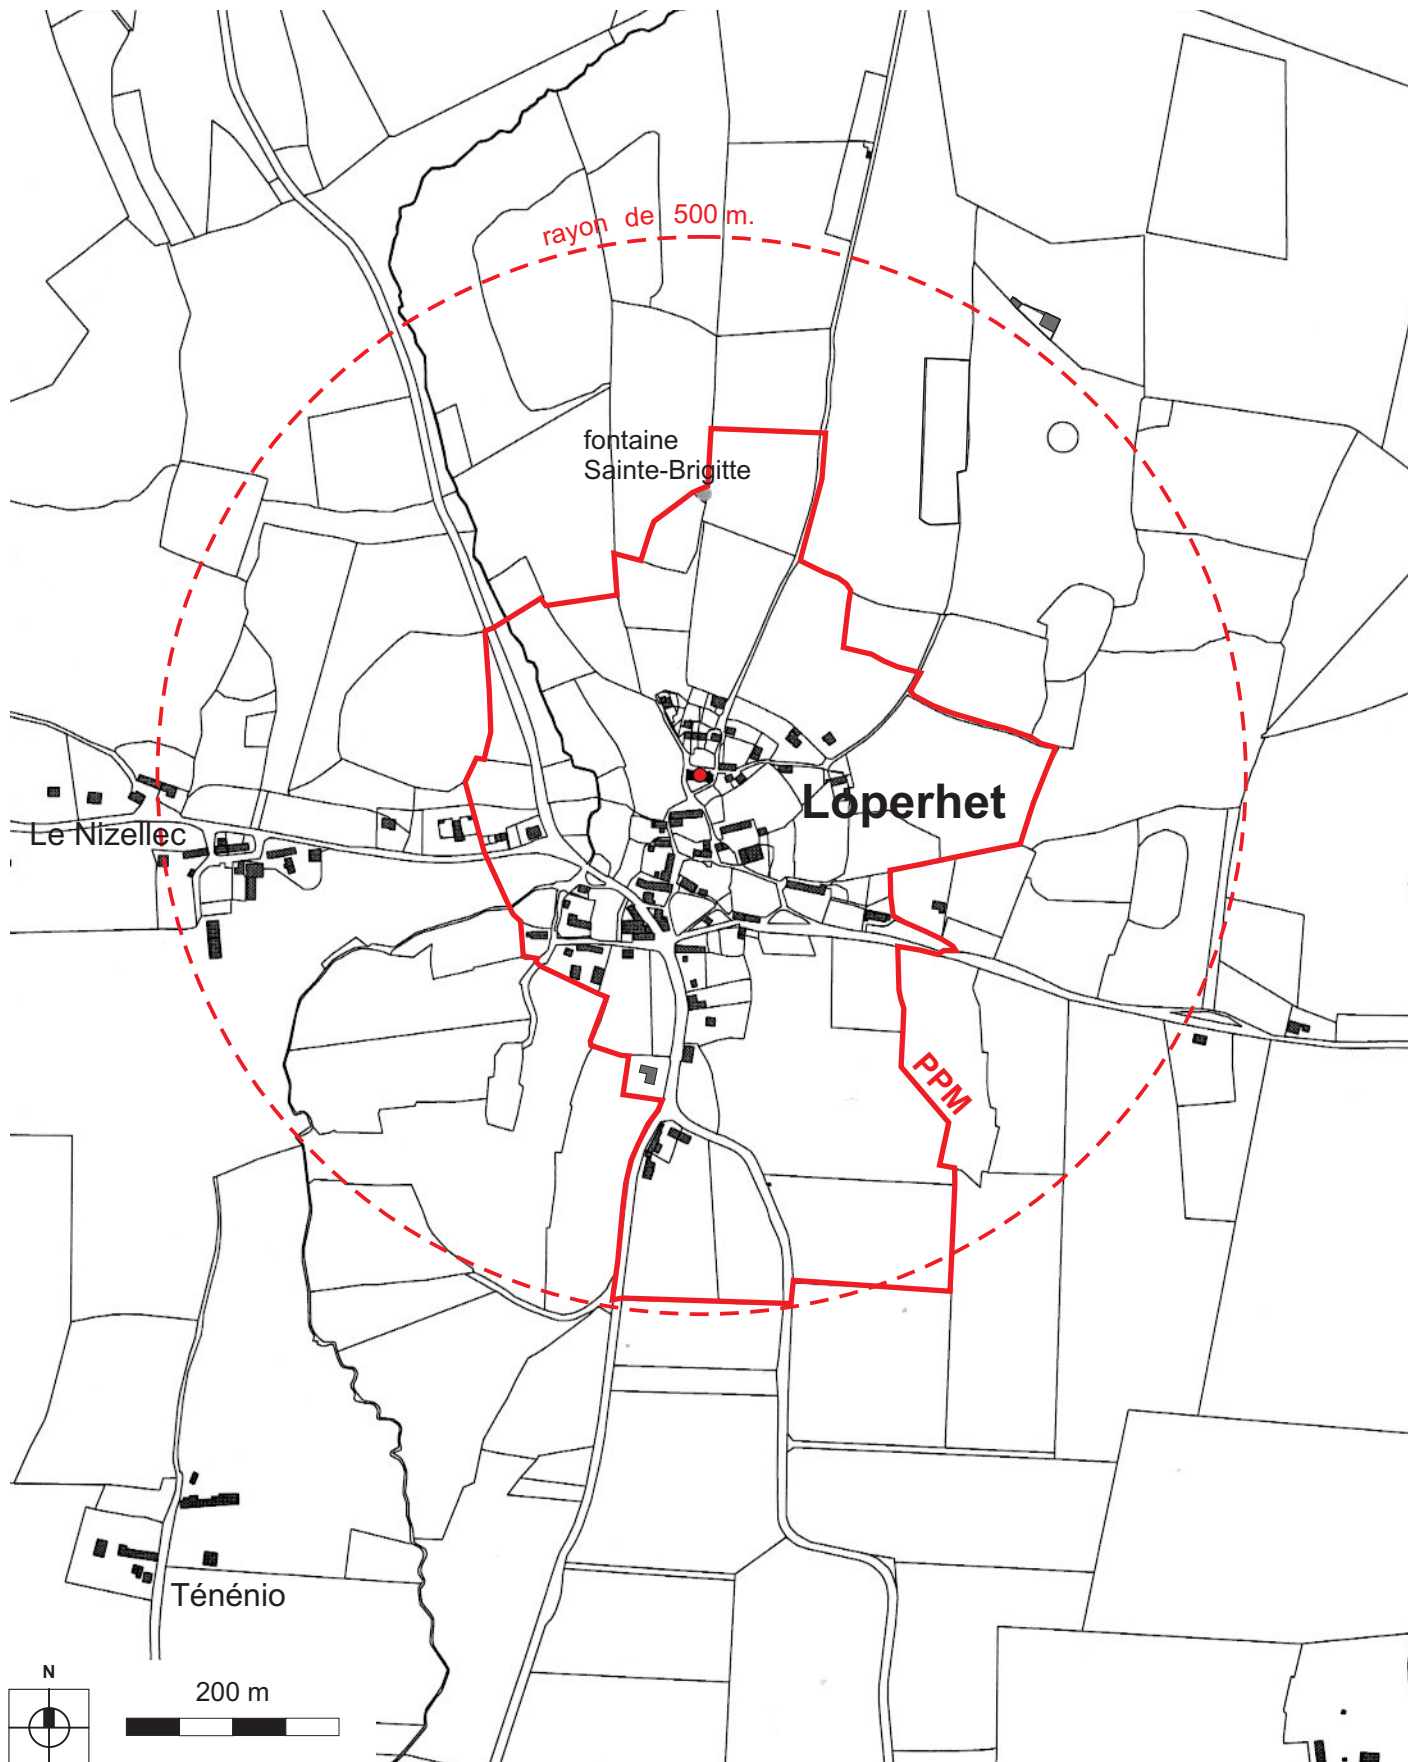 rayon de 500 m.
fontaine
Sainte-Brigitte
Loperhet
Le Nizellec
PPM
Ténénio
N
200 m